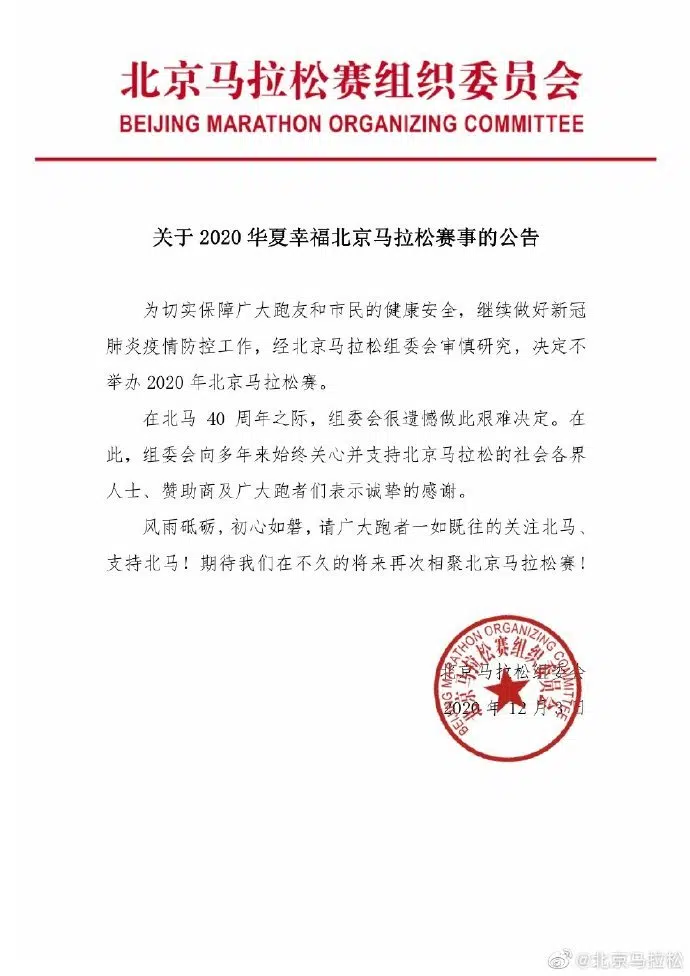 北京马拉松赛组织委员会
BEIJING MARATHON ORGANIZING COMMITTEE
关于 2020 华夏幸福北京马拉松赛事的公告
为切实保障广大跑友和市民的健康安全，继续做好新冠
肺炎疫情防控工作，经北京马拉松组委会审慎研究，决定不
举办 2020 年北京马拉松赛。
在北马 40 周年之际，组委会很遗憾做此艰难决定。在
此，组委会向多年来始终关心并支持北京马拉松的社会各界
人士、赞助商及广大跑者们表示诚挚的感谢。
风雨砥砺，初心如磐，请广大跑者一如既往的关注北马、
支持北马！期待我们在不久的将来再次相聚北京马拉松赛！
北京马拉松组委会
2020 年 12 月 3 日
BEIJING MARATHON ORGANIZING COMMITTEE
北京马拉松赛组织委员会
@北京马拉松